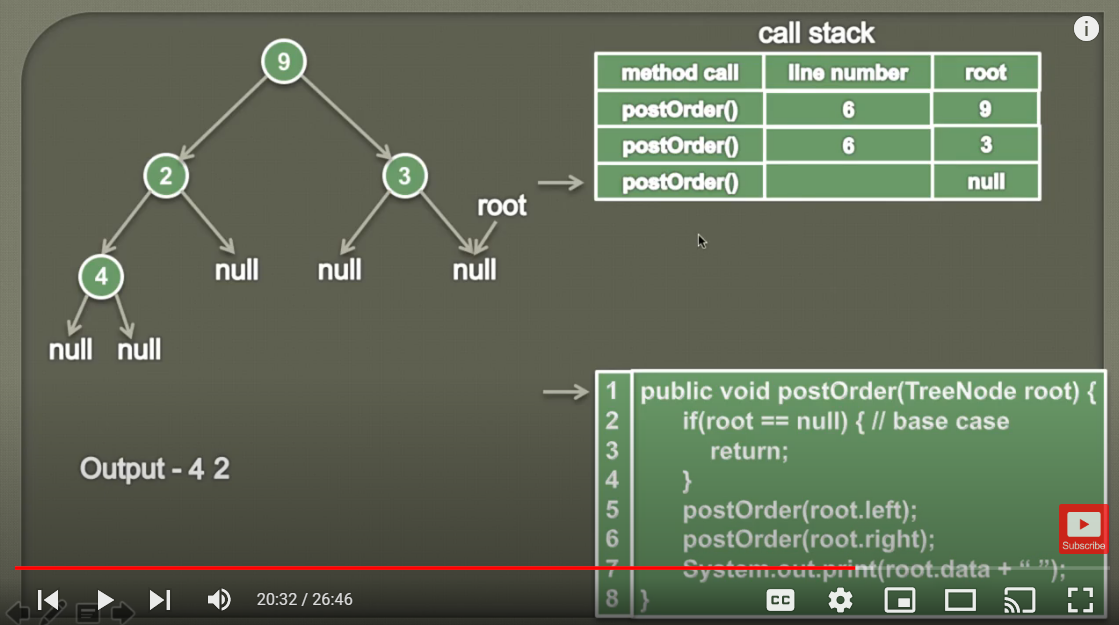 call stack
method call line number root
postOrder() 6 9
postOrder() 6 3
postOrder() null
9
2 3
root
4 null null null
null null
Output - 4 2
1 public void postOrder(TreeNode root) {
2 if(root == null) { // base case
3 return;
4 }
5 postOrder(root.left);
6 postOrder(root.right);
7 System.out.print(root.data + “ ”);
8 }
Subscribe
20:32 / 26:46
CC